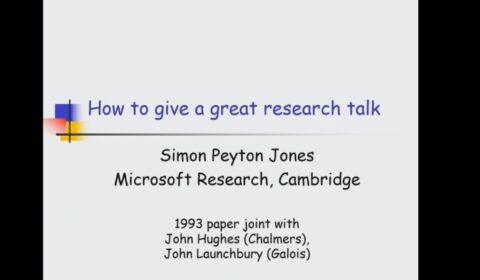 How to give a great research talk
Simon Peyton Jones
Microsoft Research, Cambridge
1993 paper joint with
John Hughes (Chalmers),
John Launchbury (Galois)